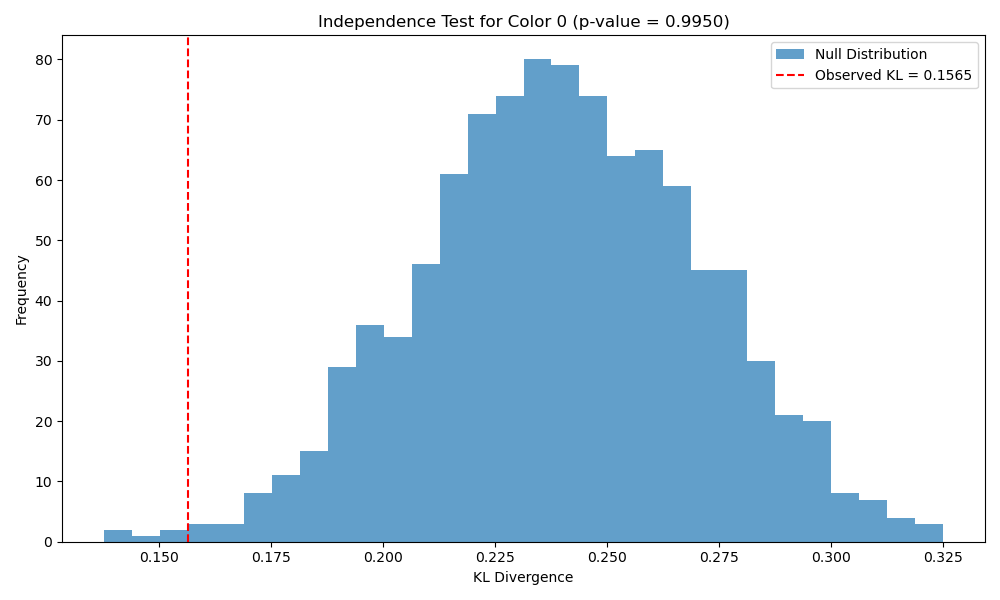 Independence Test for Color 0 (p-value = 0.9950)
Null Distribution
Observed KL = 0.1565
Frequency
80
70
60
50
40
30
20
10
0
0.150 0.175 0.200 0.225 0.250 0.275 0.300 0.325
KL Divergence